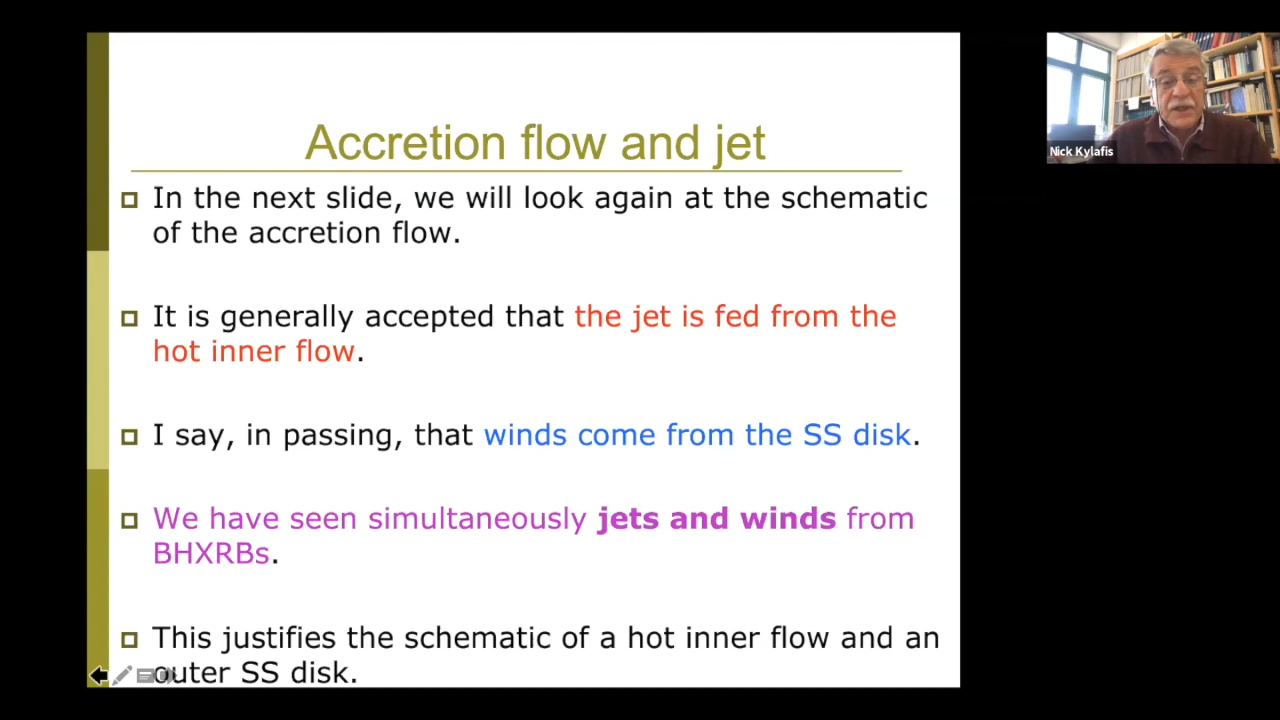 Accretion flow and jet
In the next slide, we will look again at the schematic
of the accretion flow.
It is generally accepted that the jet is fed from the
hot inner flow.
I say, in passing, that winds come from the SS disk.
We have seen simultaneously jets and winds from
BHXRBs.
This justifies the schematic of a hot inner flow and an
outer SS disk.
Nick Kylafis